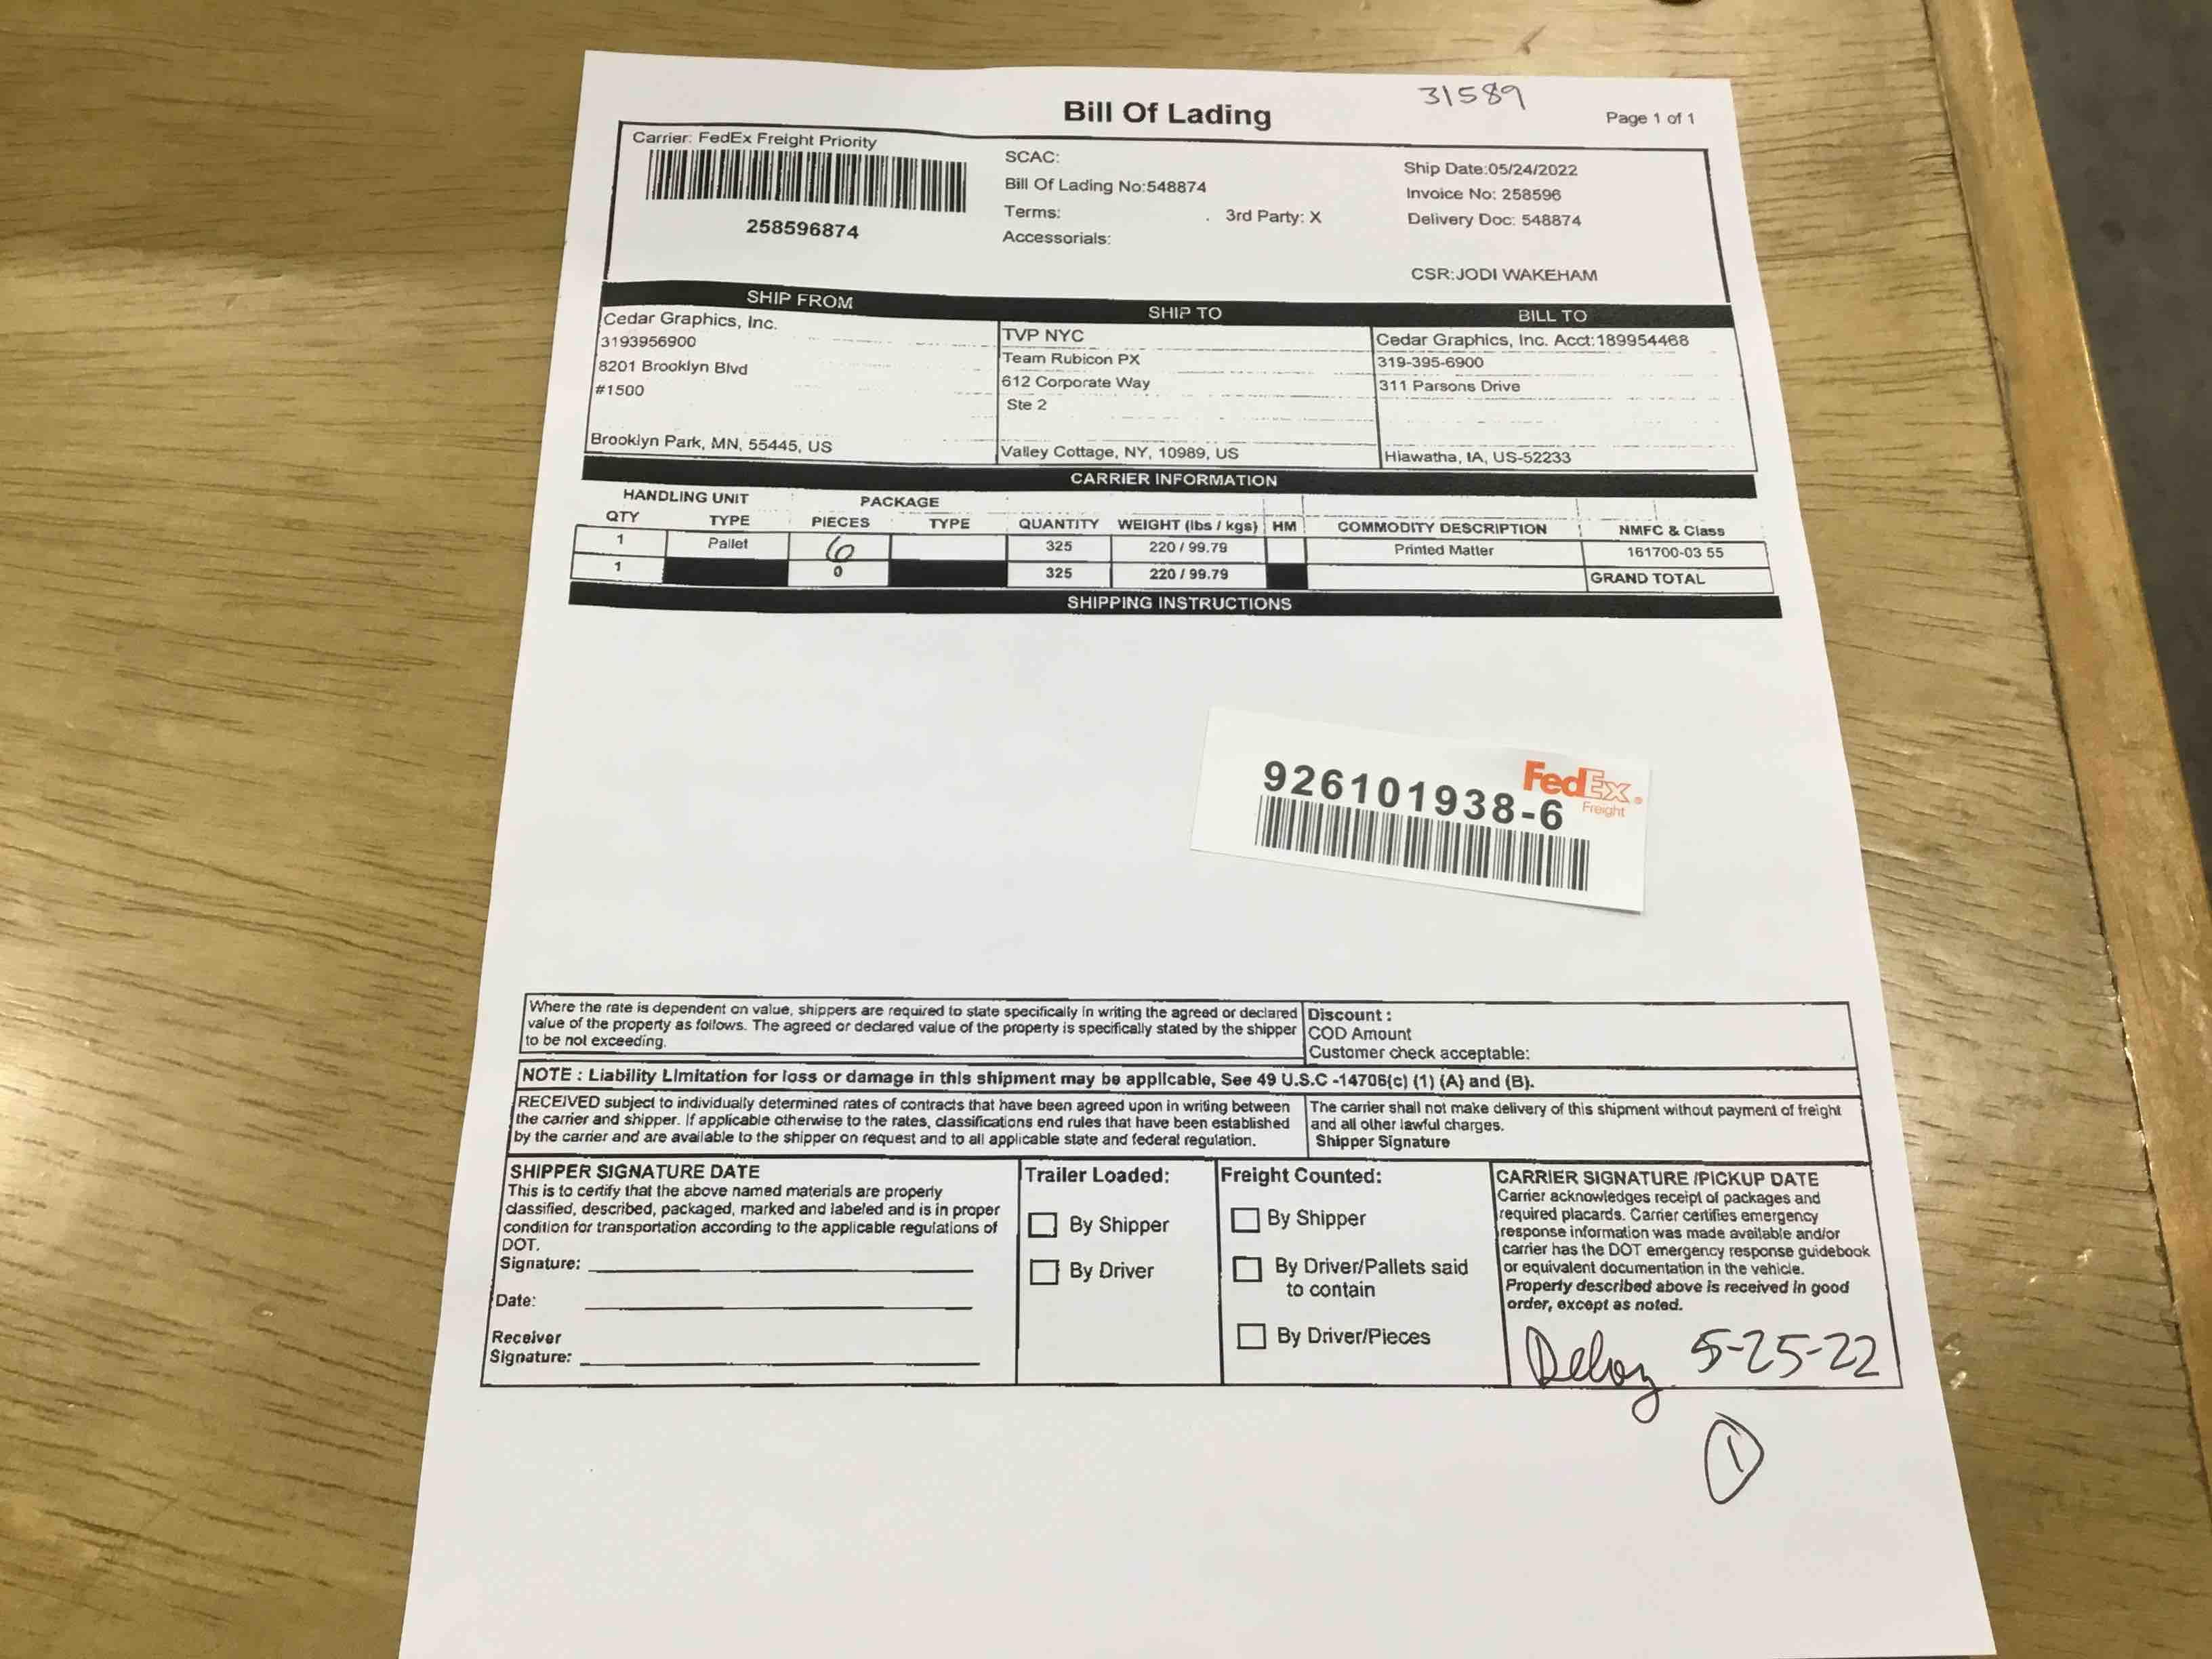 31589
Bill Of Lading
Page 1 of 1
Carrier: FedEx Freight Priority
258596874
SCAC:
Bill Of Lading No:548874
Terms: . 3rd Party: X
Accessorials:
Ship Date:05/24/2022
Invoice No: 258596
Delivery Doc: 548874
CSR:JODI WAKEHAM
SHIP FROM
Cedar Graphics, Inc.
3193956900
8201 Brooklyn Blvd
#1500
Brooklyn Park, MN, 55445, US
SHIP TO
TVP NYC
Team Rubicon PX
612 Corporate Way
Ste 2
Valley Cottage, NY, 10989, US
BILL TO
Cedar Graphics, Inc. Acct:189954468
319-395-6900
311 Parsons Drive
Hiawatha, IA, US-52233
CARRIER INFORMATION
HANDLING UNIT PACKAGE
QTY TYPE PIECES TYPE QUANTITY WEIGHT (lbs / kgs) HM COMMODITY DESCRIPTION NMFC & Class
1 Pallet 6 325 220 / 99.79 Printed Matter 161700-03 55
1 0 325 220 / 99.79 GRAND TOTAL
SHIPPING INSTRUCTIONS
FedEx
Freight
926101938-6
Where the rate is dependent on value, shippers are required to state specifically in writing the agreed or declared
value of the property as follows. The agreed or declared value of the property is specifically stated by the shipper
to be not exceeding.
Discount :
COD Amount
Customer check acceptable:
NOTE : Liability Limitation for loss or damage in this shipment may be applicable, See 49 U.S.C -14706(c) (1) (A) and (B).
RECEIVED subject to individually determined rates of contracts that have been agreed upon in writing between
the carrier and shipper. If applicable otherwise to the rates, classifications end rules that have been established
by the carrier and are available to the shipper on request and to all applicable state and federal regulation.
The carrier shall not make delivery of this shipment without payment of freight
and all other lawful charges.
Shipper Signature
SHIPPER SIGNATURE DATE
This is to certify that the above named materials are properly
classified, described, packaged, marked and labeled and is in proper
condition for transportation according to the applicable regulations of
DOT.
Signature:
Date:
Receiver
Signature:
Trailer Loaded:
By Shipper
By Driver
Freight Counted:
By Shipper
By Driver/Pallets said
to contain
By Driver/Pieces
CARRIER SIGNATURE /PICKUP DATE
Carrier acknowledges receipt of packages and
required placards. Carrier certifies emergency
response information was made available and/or
carrier has the DOT emergency response guidebook
or equivalent documentation in the vehicle.
Property described above is received in good
order, except as noted.
5-25-22
1